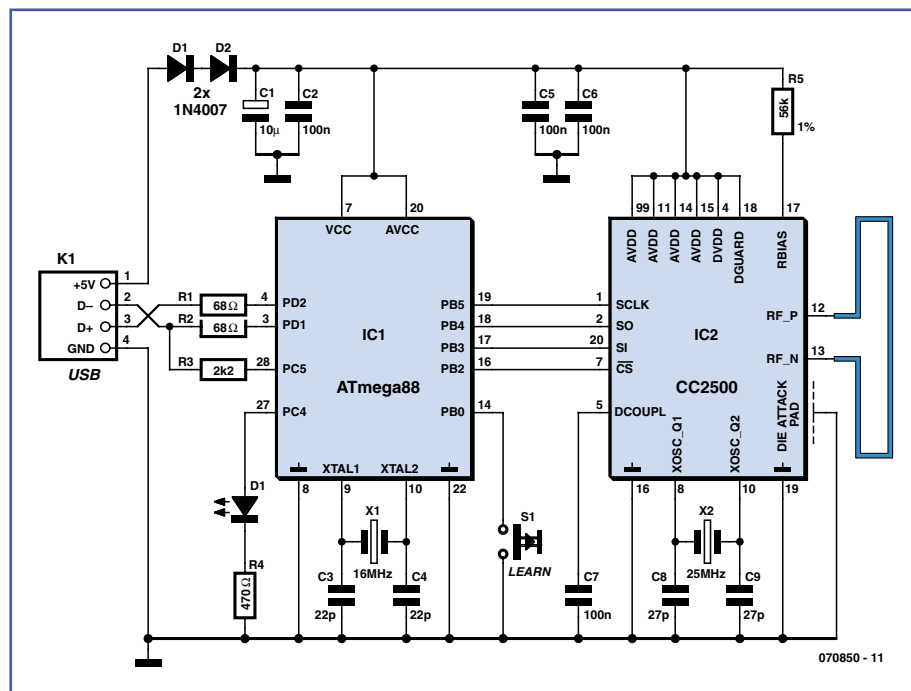 D1 D2
2x
1N4007
C1
10µ
C2
100n
C5
100n
C6
100n
R5
56k
1%
7
VCC
20
AVCC
99 11 14 15 4 18 17
AVDD AVDD AVDD AVDD DVDD DGUARD RBIAS
K1
1
+5V
2
D–
3
D+
4
GND
USB
R1
68Ω
4
PD2
R2
68Ω
3
PD1
R3
2k2
28
PC5
27
PC4
IC1
ATmega88
PB5
19
PB4
18
PB3
17
PB2
16
PB0
14
XTAL1
XTAL2
8 9 10 22
1
SCLK
2
SO
20
SI
7
CS
5
DCOUPL
IC2
CC2500
RF_P
12
RF_N
13
XOSC_Q1
XOSC_Q2
DIE ATTACK PAD
16 8 10 19
D1
R4
470Ω
X1
16MHz
C3
22p
C4
22p
S1
LEARN
C7
100n
X2
25MHz
C8
27p
C9
27p
070850 - 11